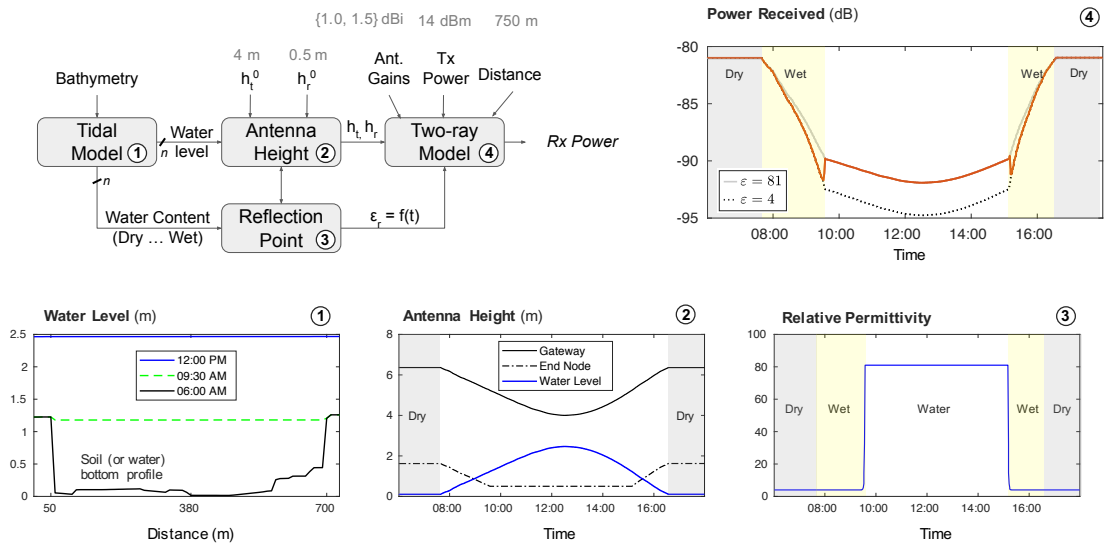 {1.0, 1.5} dBi 14 dBm 750 m
4 m 0.5 m
Bathymetry h_t^0 h_r^0 Ant. Gains Tx Power Distance
Tidal Model 1
Water level
n
Antenna Height 2
h_t, h_r
Two-ray Model 4
Rx Power
n
Water Content (Dry … Wet)
Reflection Point 3
ε_r = f(t)
Power Received (dB) 4
-80
-85
-90
-95
Dry Wet Wet Dry
ε = 81
ε = 4
08:00 10:00 12:00 14:00 16:00
Time
Water Level (m) 1
2.5
2
1.5
1
0.5
0
12:00 PM
09:30 AM
06:00 AM
Soil (or water)
bottom profile
50 380 700
Distance (m)
Antenna Height (m) 2
8
6
4
2
0
Gateway
End Node
Water Level
Dry Dry
08:00 10:00 12:00 14:00 16:00
Time
Relative Permittivity 3
100
80
60
40
20
0
Dry Wet Water Wet Dry
08:00 10:00 12:00 14:00 16:00
Time